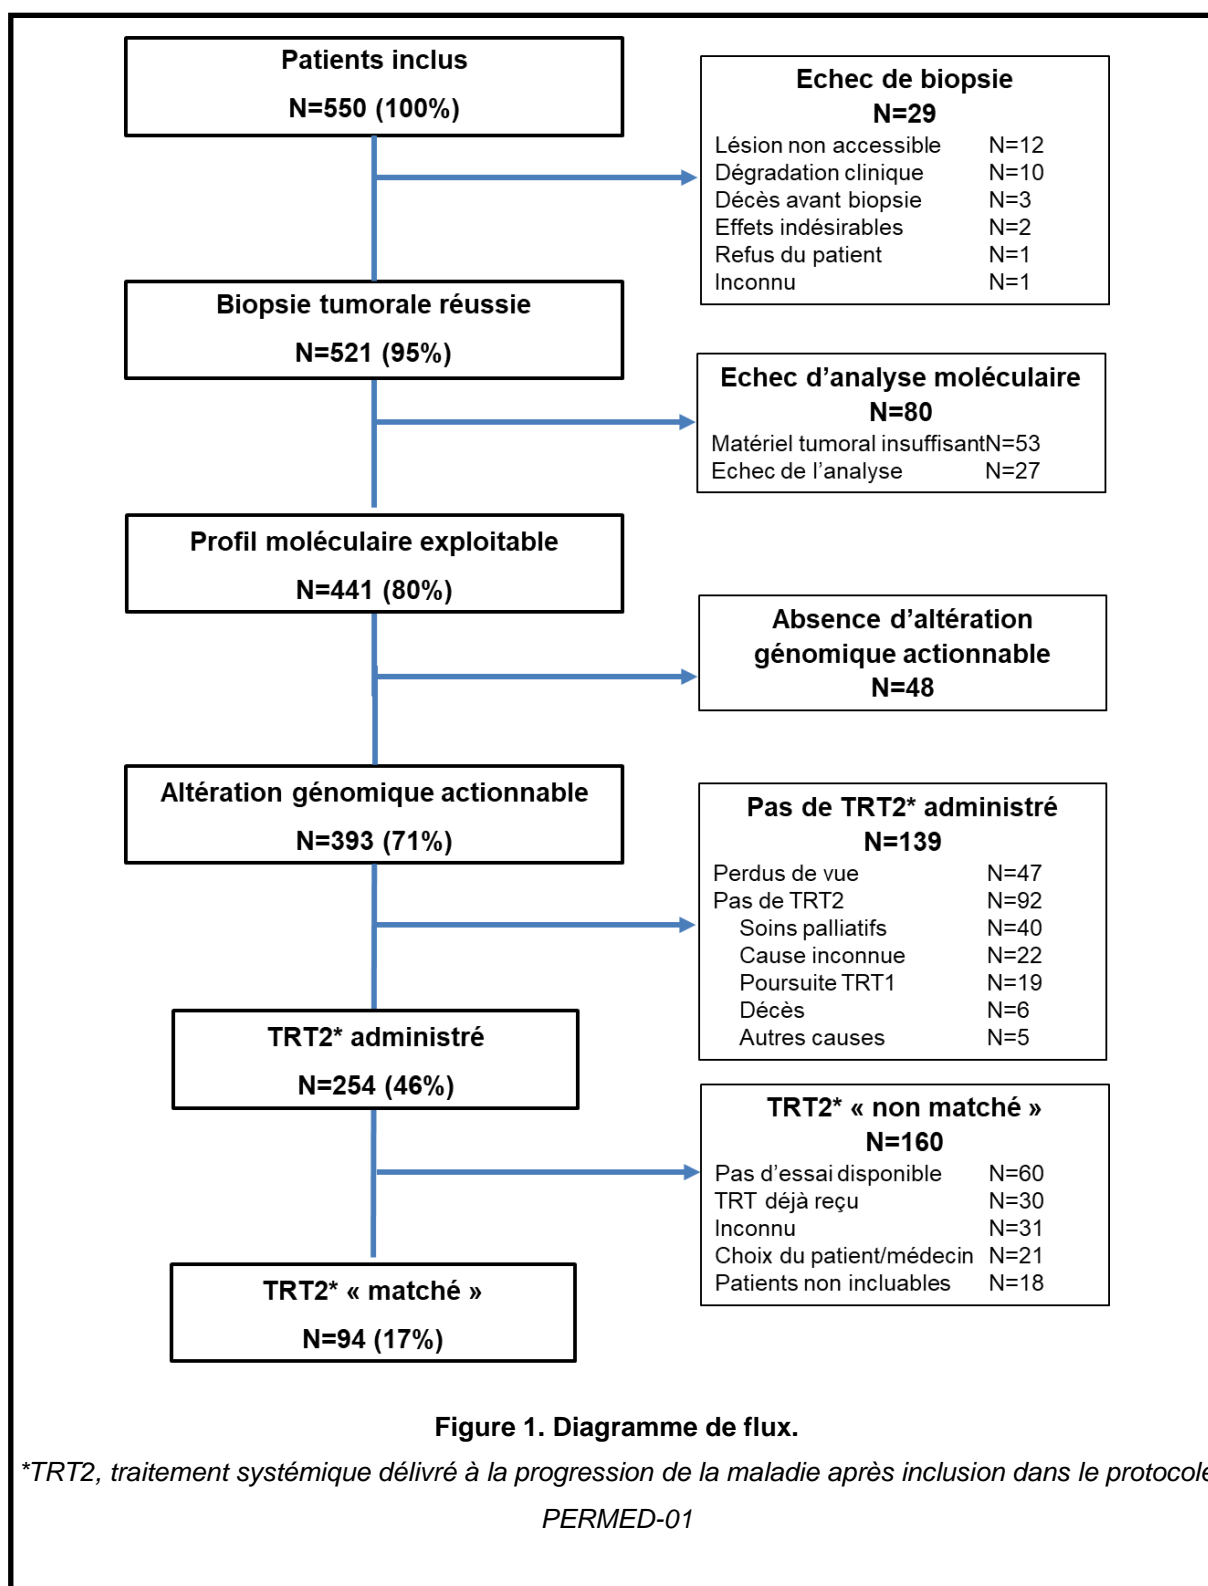 Patients inclus
N=550 (100%)
Echec de biopsie
N=29
Lésion non accessible N=12
Dégradation clinique N=10
Décès avant biopsie N=3
Effets indésirables N=2
Refus du patient N=1
Inconnu N=1
Biopsie tumorale réussie
N=521 (95%)
Echec d'analyse moléculaire
N=80
Matériel tumoral insuffisant N=53
Echec de l'analyse N=27
Profil moléculaire exploitable
N=441 (80%)
Absence d'altération
génomique actionnable
N=48
Altération génomique actionnable
N=393 (71%)
Pas de TRT2* administré
N=139
Perdus de vue N=47
Pas de TRT2 N=92
Soins palliatifs N=40
Cause inconnue N=22
Poursuite TRT1 N=19
Décès N=6
Autres causes N=5
TRT2* administré
N=254 (46%)
TRT2* « non matché »
N=160
Pas d'essai disponible N=60
TRT déjà reçu N=30
Inconnu N=31
Choix du patient/médecin N=21
Patients non incluables N=18
TRT2* « matché »
N=94 (17%)
Figure 1. Diagramme de flux.
*TRT2, traitement systémique délivré à la progression de la maladie après inclusion dans le protocole
PERMED-01